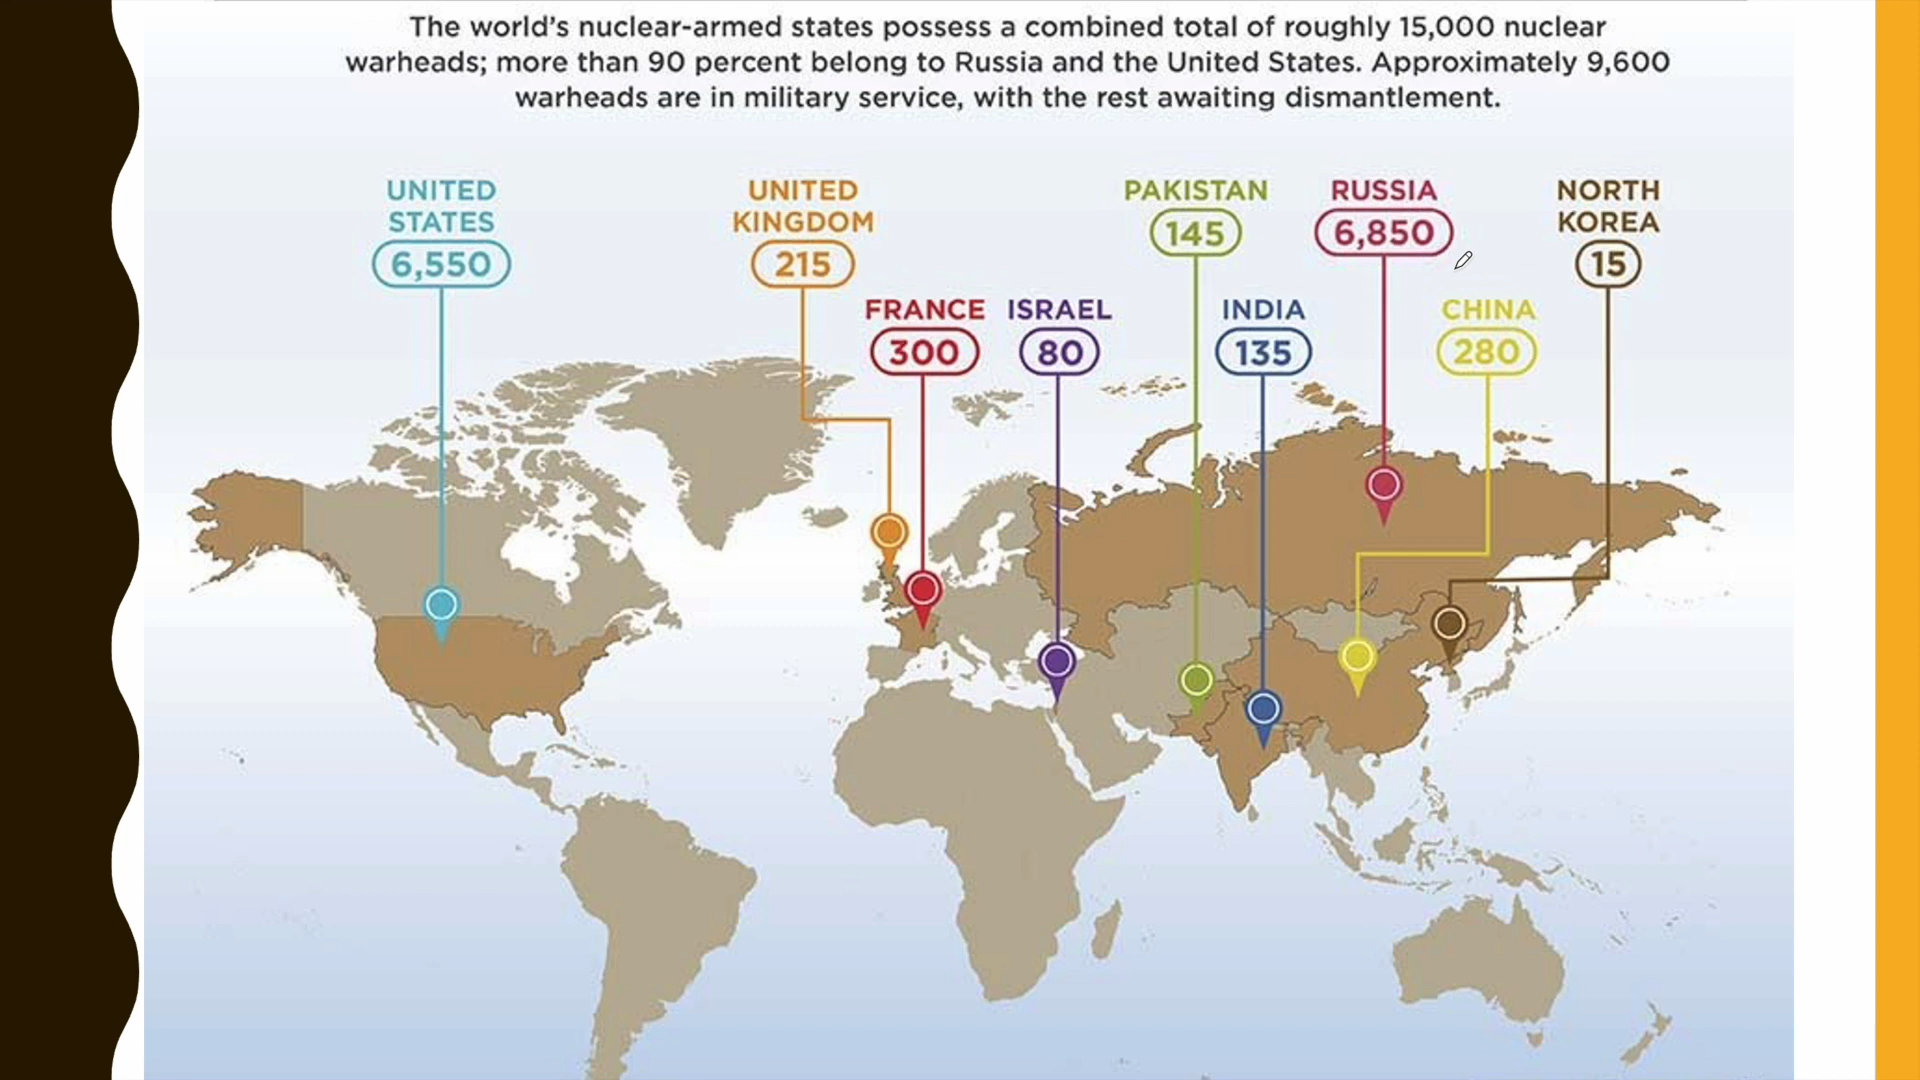 The world's nuclear-armed states possess a combined total of roughly 15,000 nuclear
warheads; more than 90 percent belong to Russia and the United States. Approximately 9,600
warheads are in military service, with the rest awaiting dismantlement.
UNITED
STATES
6,550
UNITED
KINGDOM
215
FRANCE
300
ISRAEL
80
PAKISTAN
145
INDIA
135
RUSSIA
6,850
CHINA
280
NORTH
KOREA
15